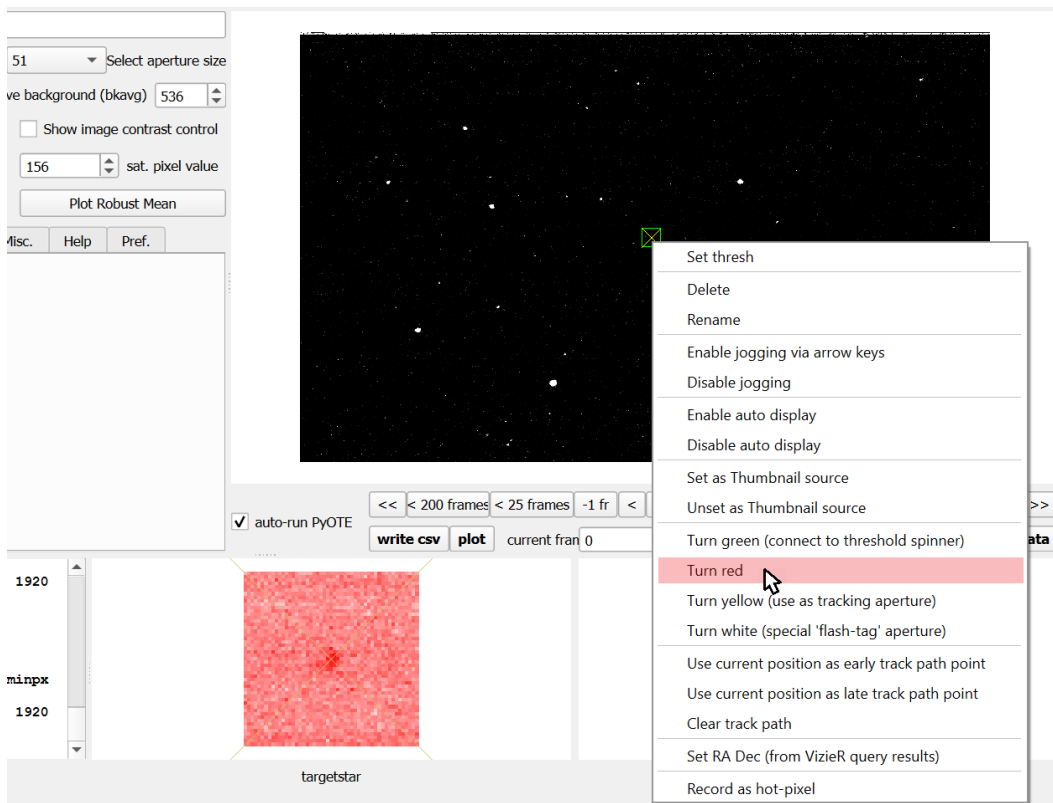 51
Select aperture size
ve background (bkavg)
536
Show image contrast control
156
sat. pixel value
Plot Robust Mean
Misc.
Help
Pref.
Set thresh
Delete
Rename
Enable jogging via arrow keys
Disable jogging
Enable auto display
Disable auto display
Set as Thumbnail source
Unset as Thumbnail source
Turn green (connect to threshold spinner)
Turn red
Turn yellow (use as tracking aperture)
Turn white (special 'flash-tag' aperture)
Use current position as early track path point
Use current position as late track path point
Clear track path
Set RA Dec (from VizieR query results)
Record as hot-pixel
auto-run PyOTE
<<
< 200 frames
< 25 frames
-1 fr
<
>>
write csv
plot
current fran
0
ata
1920
minpx
1920
targetstar